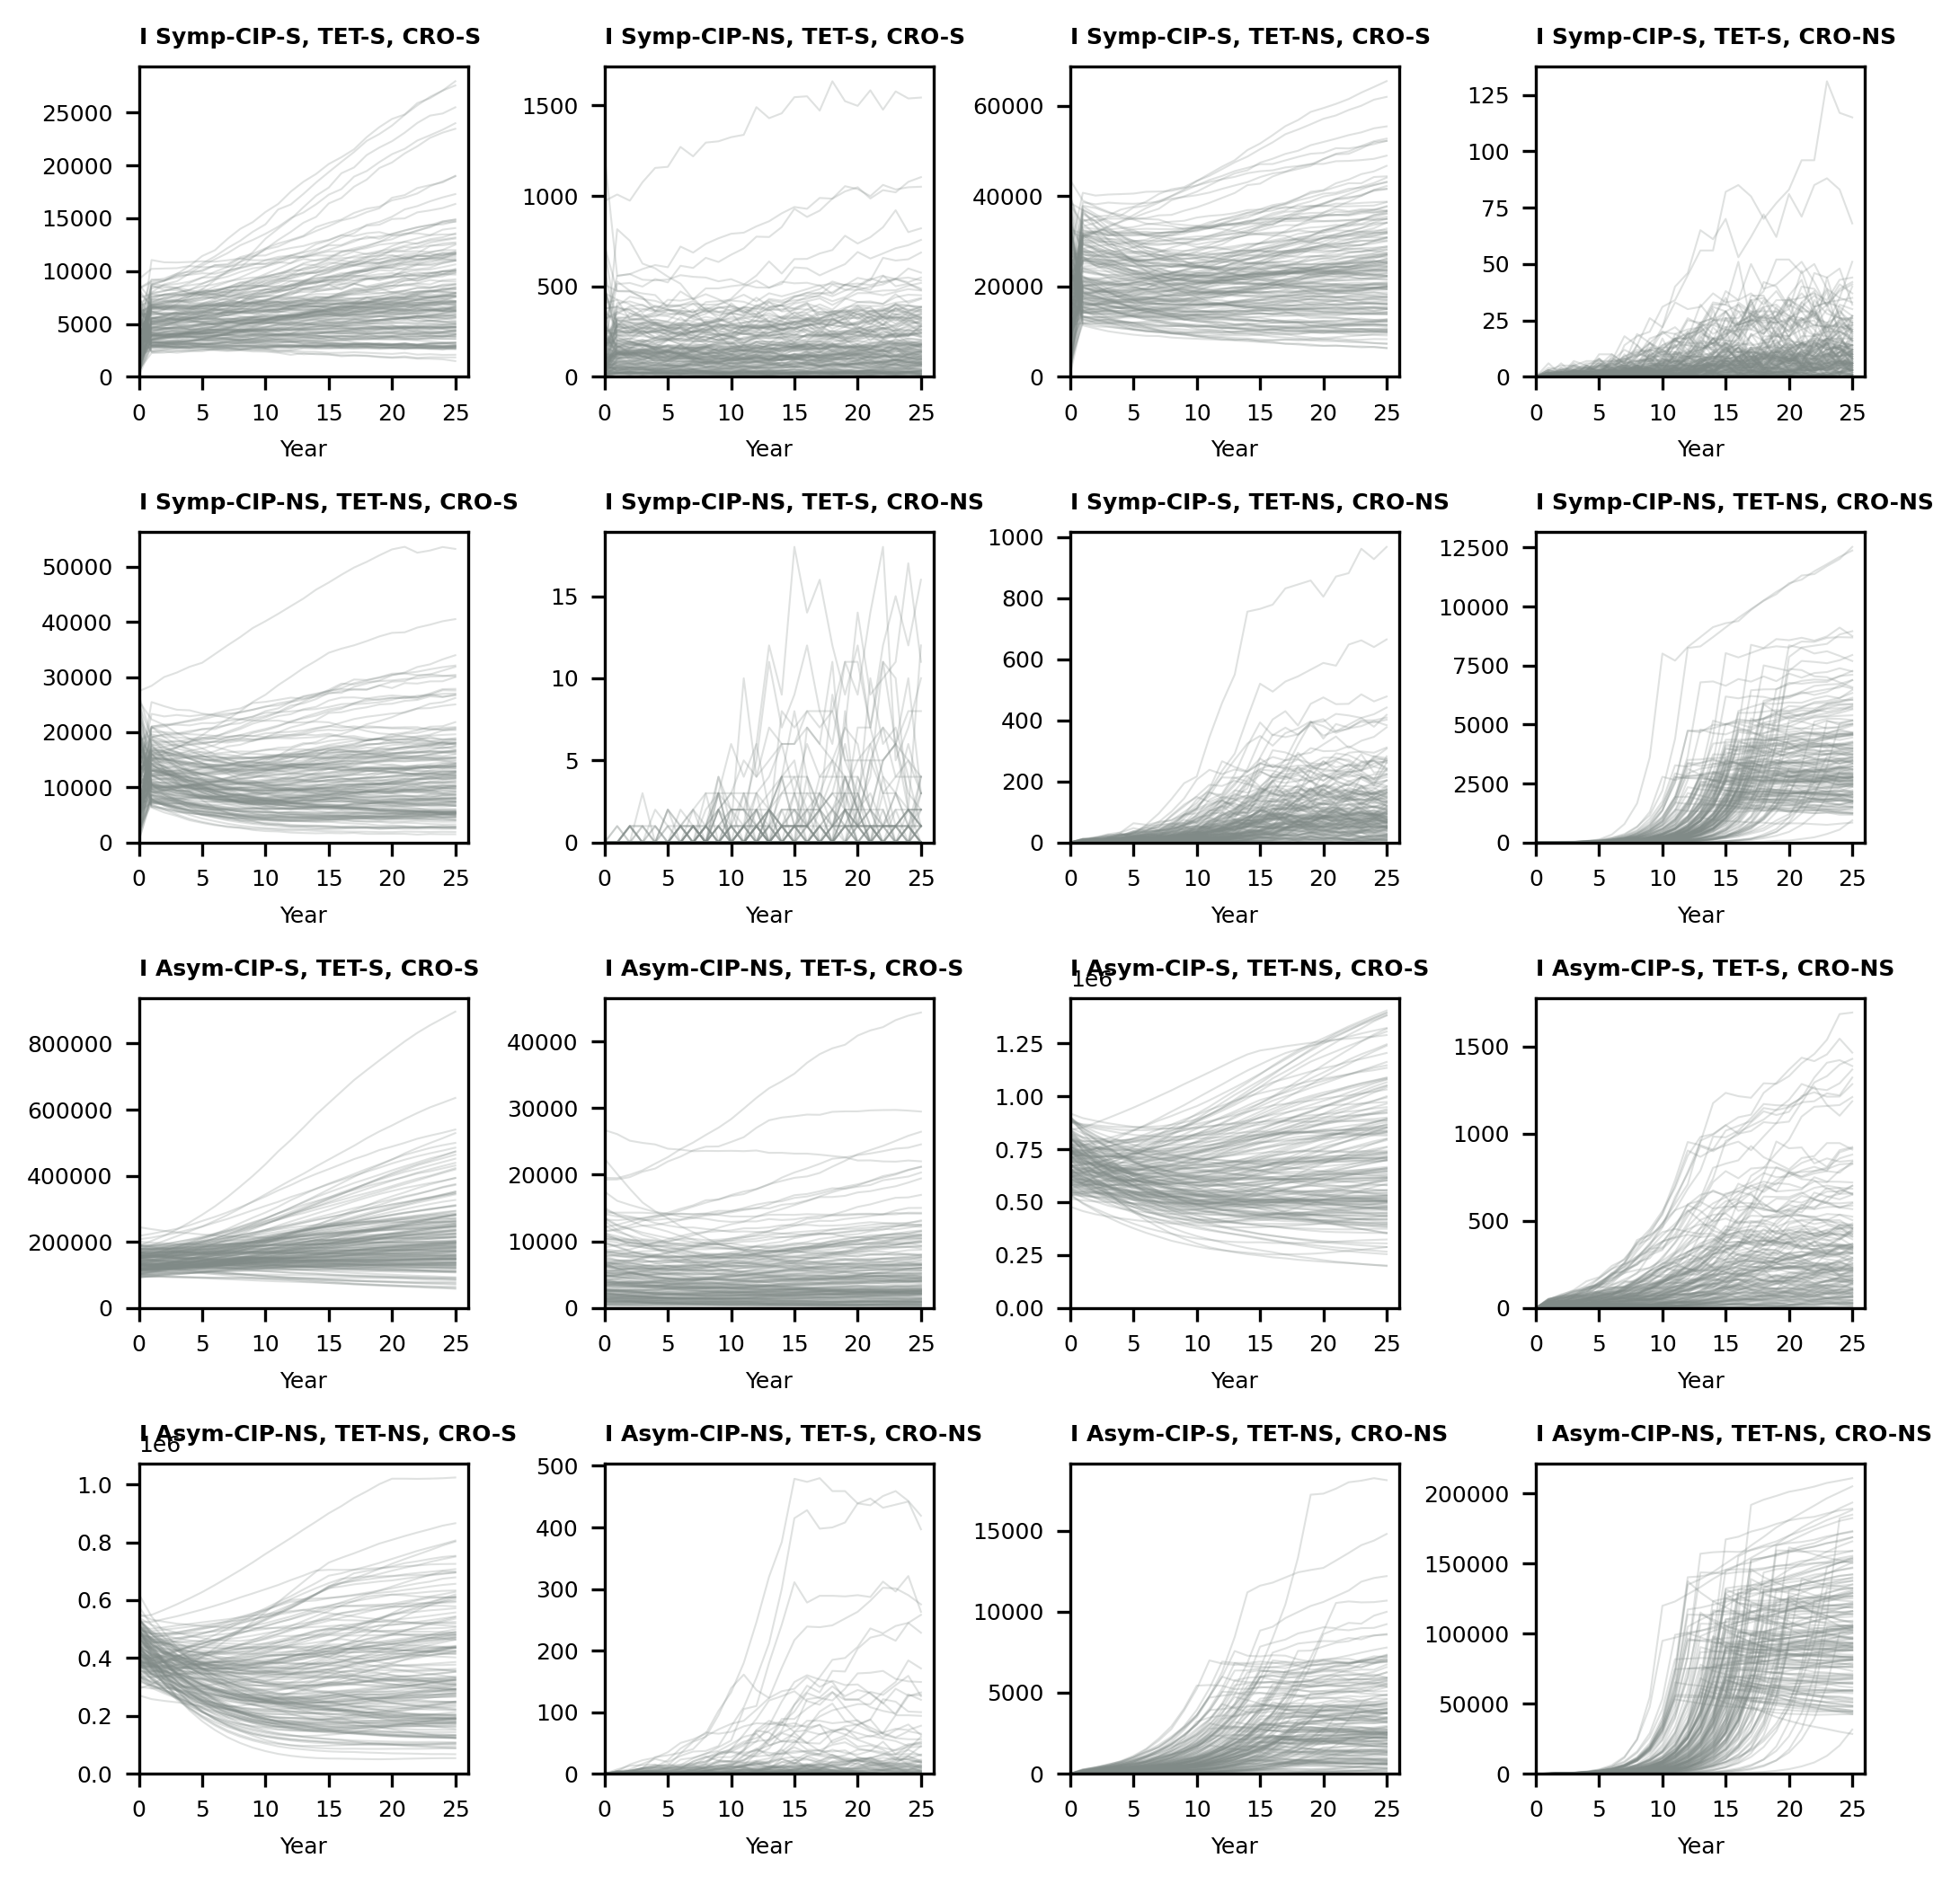 I Symp-CIP-S, TET-S, CRO-S
25000
20000
15000
10000
5000
0
0 5 10 15 20 25
Year
I Symp-CIP-NS, TET-S, CRO-S
1500
1000
500
0
0 5 10 15 20 25
Year
I Symp-CIP-S, TET-NS, CRO-S
60000
40000
20000
0
0 5 10 15 20 25
Year
I Symp-CIP-S, TET-S, CRO-NS
125
100
75
50
25
0
0 5 10 15 20 25
Year
I Symp-CIP-NS, TET-NS, CRO-S
50000
40000
30000
20000
10000
0
0 5 10 15 20 25
Year
I Symp-CIP-NS, TET-S, CRO-NS
15
10
5
0
0 5 10 15 20 25
Year
I Symp-CIP-S, TET-NS, CRO-NS
1000
800
600
400
200
0
0 5 10 15 20 25
Year
I Symp-CIP-NS, TET-NS, CRO-NS
12500
10000
7500
5000
2500
0
0 5 10 15 20 25
Year
I Asym-CIP-S, TET-S, CRO-S
800000
600000
400000
200000
0
0 5 10 15 20 25
Year
I Asym-CIP-NS, TET-S, CRO-S
40000
30000
20000
10000
0
0 5 10 15 20 25
Year
I Asym-CIP-S, TET-NS, CRO-S
1e6
1.25
1.00
0.75
0.50
0.25
0.00
0 5 10 15 20 25
Year
I Asym-CIP-S, TET-S, CRO-NS
1500
1000
500
0
0 5 10 15 20 25
Year
I Asym-CIP-NS, TET-NS, CRO-S
1e6
1.0
0.8
0.6
0.4
0.2
0.0
0 5 10 15 20 25
Year
I Asym-CIP-NS, TET-S, CRO-NS
500
400
300
200
100
0
0 5 10 15 20 25
Year
I Asym-CIP-S, TET-NS, CRO-NS
15000
10000
5000
0
0 5 10 15 20 25
Year
I Asym-CIP-NS, TET-NS, CRO-NS
200000
150000
100000
50000
0
0 5 10 15 20 25
Year